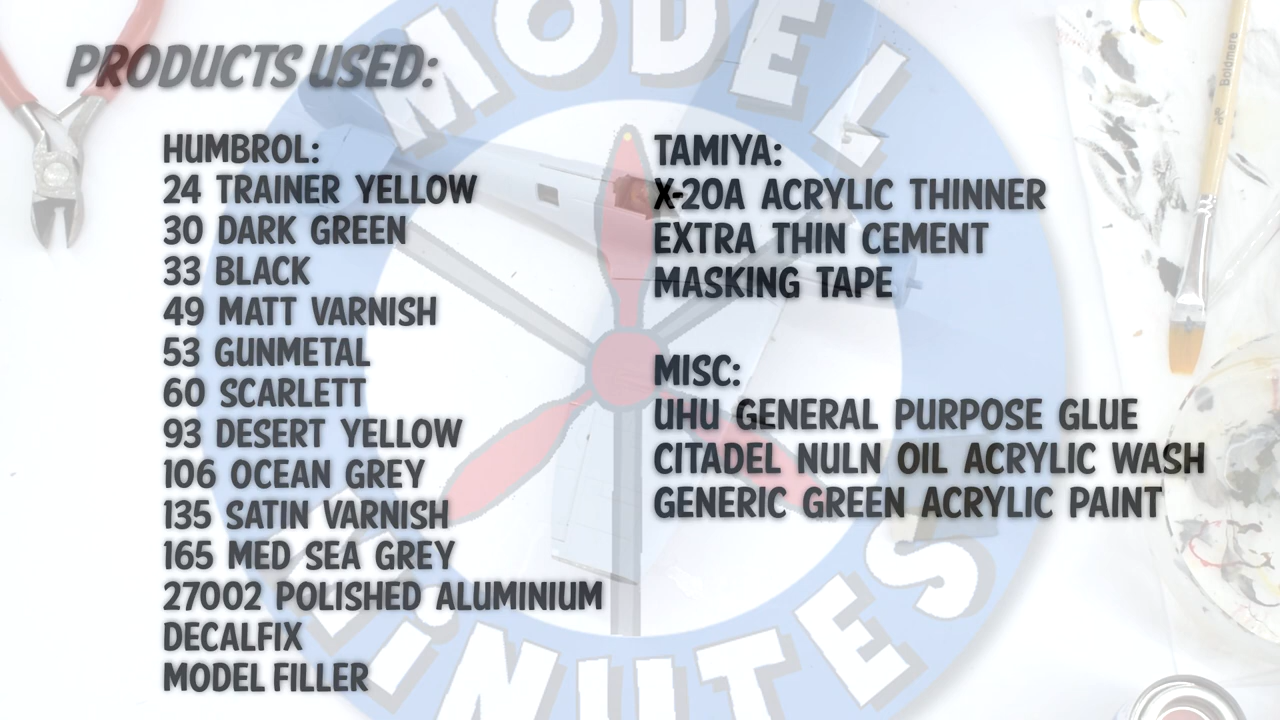 PRODUCTS USED:
HUMBROL:
24 TRAINER YELLOW
30 DARK GREEN
33 BLACK
49 MATT VARNISH
53 GUNMETAL
60 SCARLETT
93 DESERT YELLOW
106 OCEAN GREY
135 SATIN VARNISH
165 MED SEA GREY
27002 POLISHED ALUMINIUM
DECALFIX
MODEL FILLER
TAMIYA:
X-20A ACRYLIC THINNER
EXTRA THIN CEMENT
MASKING TAPE
MISC:
UHU GENERAL PURPOSE GLUE
CITADEL NULN OIL ACRYLIC WASH
GENERIC GREEN ACRYLIC PAINT
MODEL
MINUTES
Boldmere